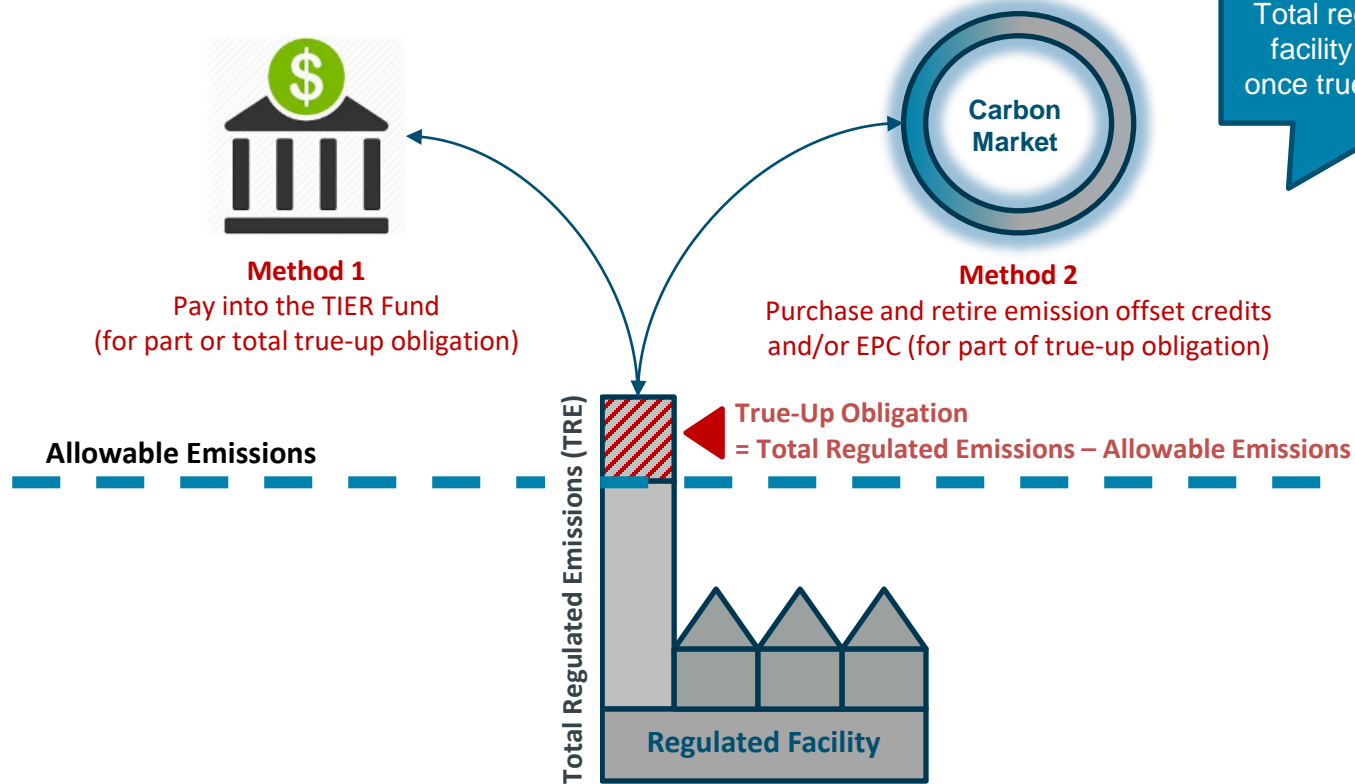 $
Carbon
Market
Total
facility
once
Method 1
Pay into the TIER Fund
(for part or total true-up obligation)
Method 2
Purchase and retire emission offset credits
and/or EPC (for part of true-up obligation)
True-Up Obligation
= Total Regulated Emissions – Allowable Emissions
Allowable Emissions
Total Regulated Emissions (TRE)
Regulated Facility